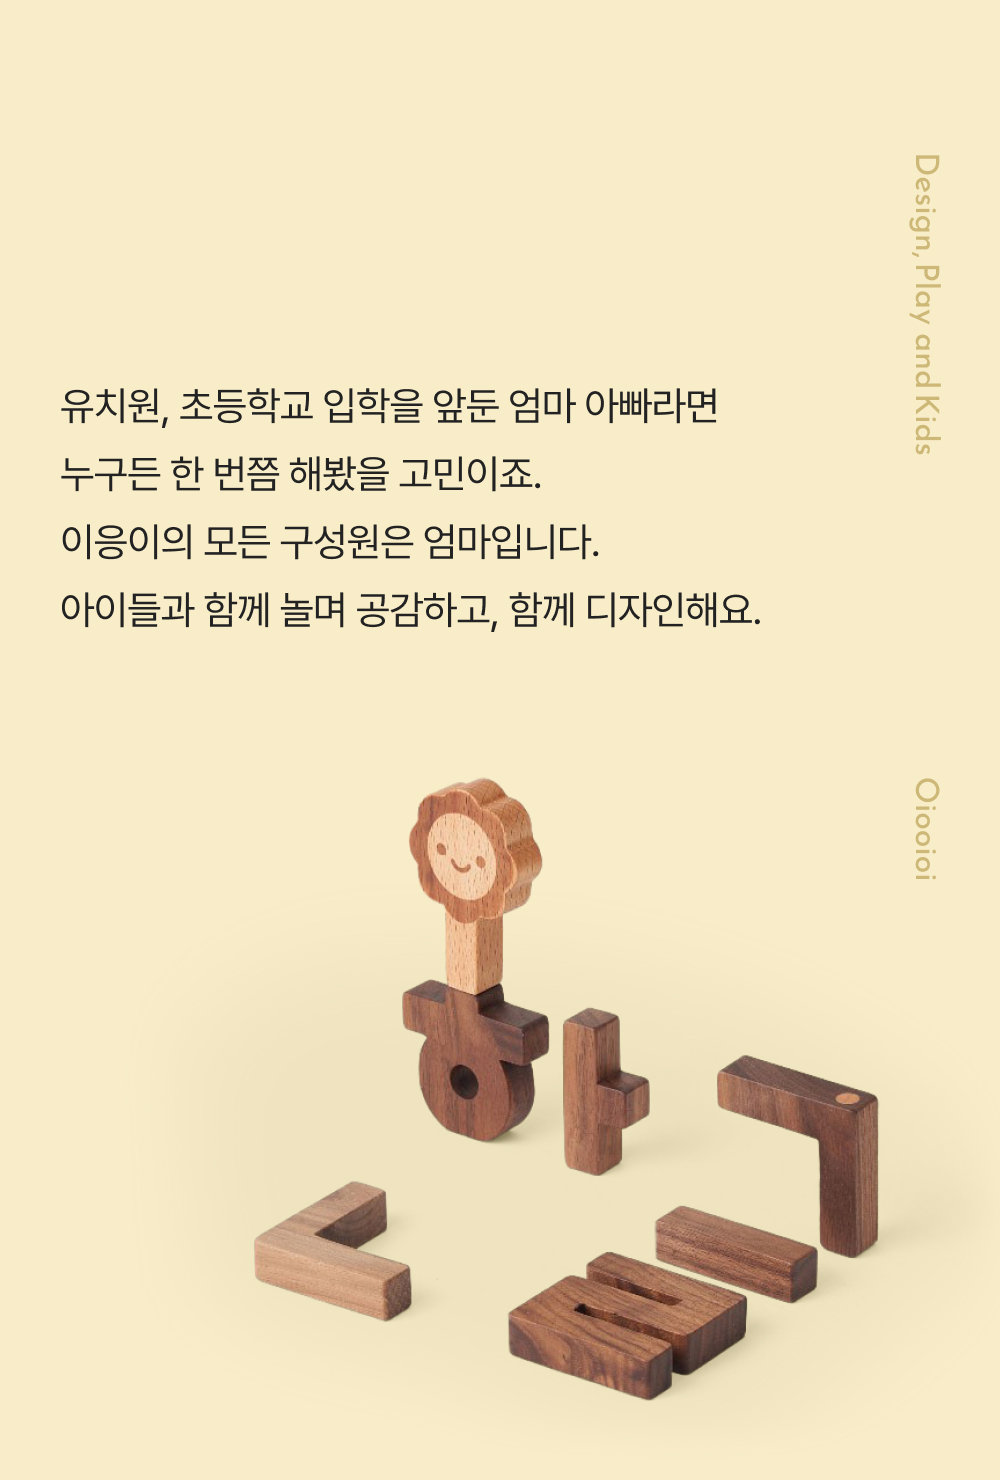 유치원, 초등학교 입학을 앞둔 엄마 아빠라면
누구든 한 번쯤 해봤을 고민이죠.
이응이의 모든 구성원은 엄마입니다.
아이들과 함께 놀며 공감하고, 함께 디자인해요.
Design, Play and Kids
Oiooioi